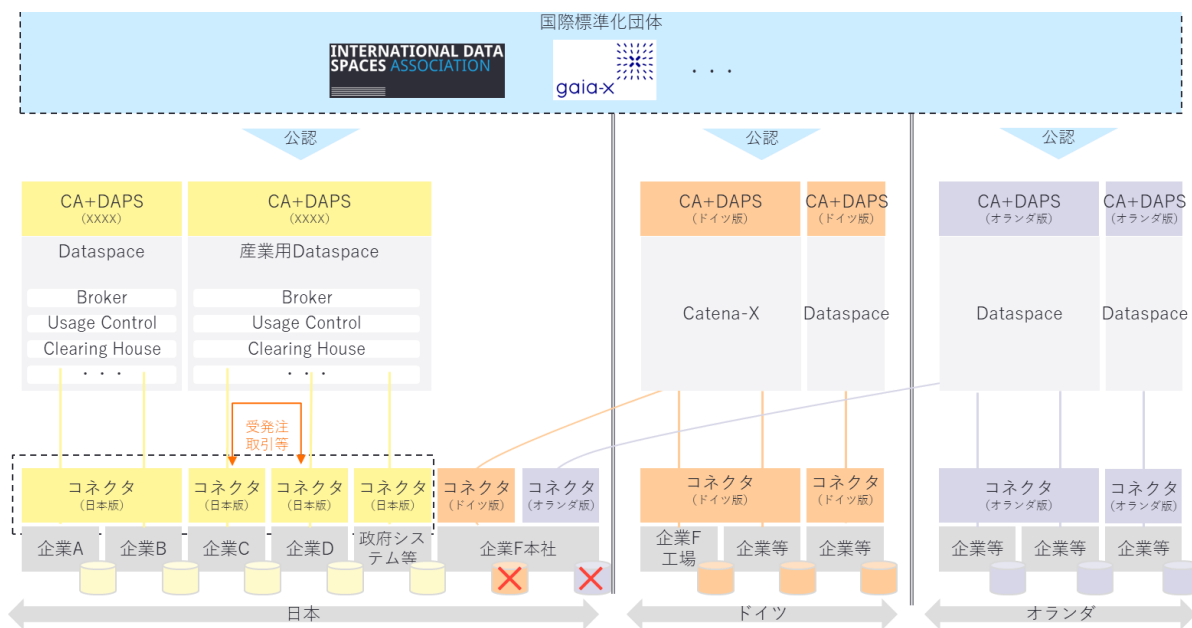 国際標準化団体
INTERNATIONAL DATA
SPACES ASSOCIATION
gaia-x
・・・
公認
公認
公認
CA+DAPS
(XXXX)
CA+DAPS
(XXXX)
CA+DAPS
(ドイツ版)
CA+DAPS
(ドイツ版)
CA+DAPS
(オランダ版)
CA+DAPS
(オランダ版)
Dataspace
Broker
Usage Control
Clearing House
・・・
産業用Dataspace
Broker
Usage Control
Clearing House
・・・
Catena-X
Dataspace
Dataspace
Dataspace
受発注
取引等
コネクタ
(日本版)
コネクタ
(日本版)
コネクタ
(日本版)
コネクタ
(日本版)
コネクタ
(ドイツ版)
コネクタ
(オランダ版)
コネクタ
(ドイツ版)
コネクタ
(ドイツ版)
コネクタ
(オランダ版)
コネクタ
(オランダ版)
企業A
企業B
企業C
企業D
政府シス
テム等
企業F本社
企業F
工場
企業等
企業等
企業等
企業等
企業等
日本
ドイツ
オランダ